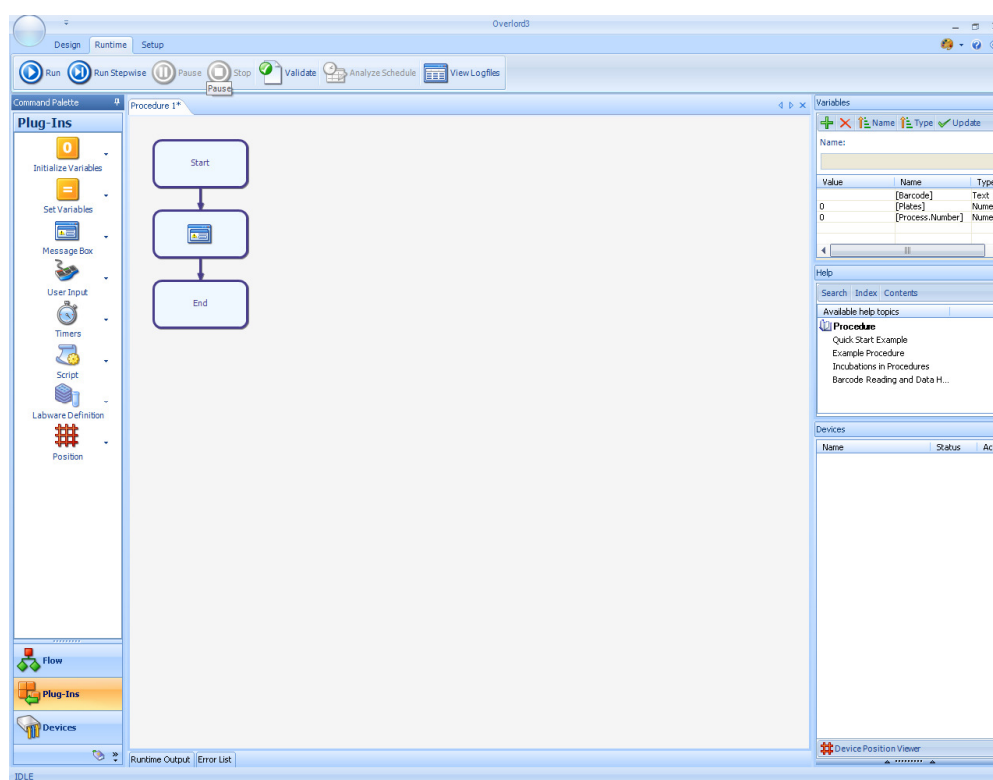 Overlord3
Design Runtime Setup
Run Run Stepwise Pause Stop Validate Analyze Schedule View Logfiles
Pause
Command Palette
Plug-Ins
0
Initialize Variables
=
Set Variables
Message Box
User Input
Timers
Script
Labware Definition
Position
Flow
Plug-Ins
Devices
Procedure 1*
Start
End
Runtime Output Error List
Variables
Name Type Update
Name:
Value Name Type
[Barcode] Text
0 [Plates] Nume
0 [Process.Number] Nume
Help
Search Index Contents
Available help topics
Procedure
Quick Start Example
Example Procedure
Incubations in Procedures
Barcode Reading and Data H...
Devices
Name Status Ac
Device Position Viewer
IDLE